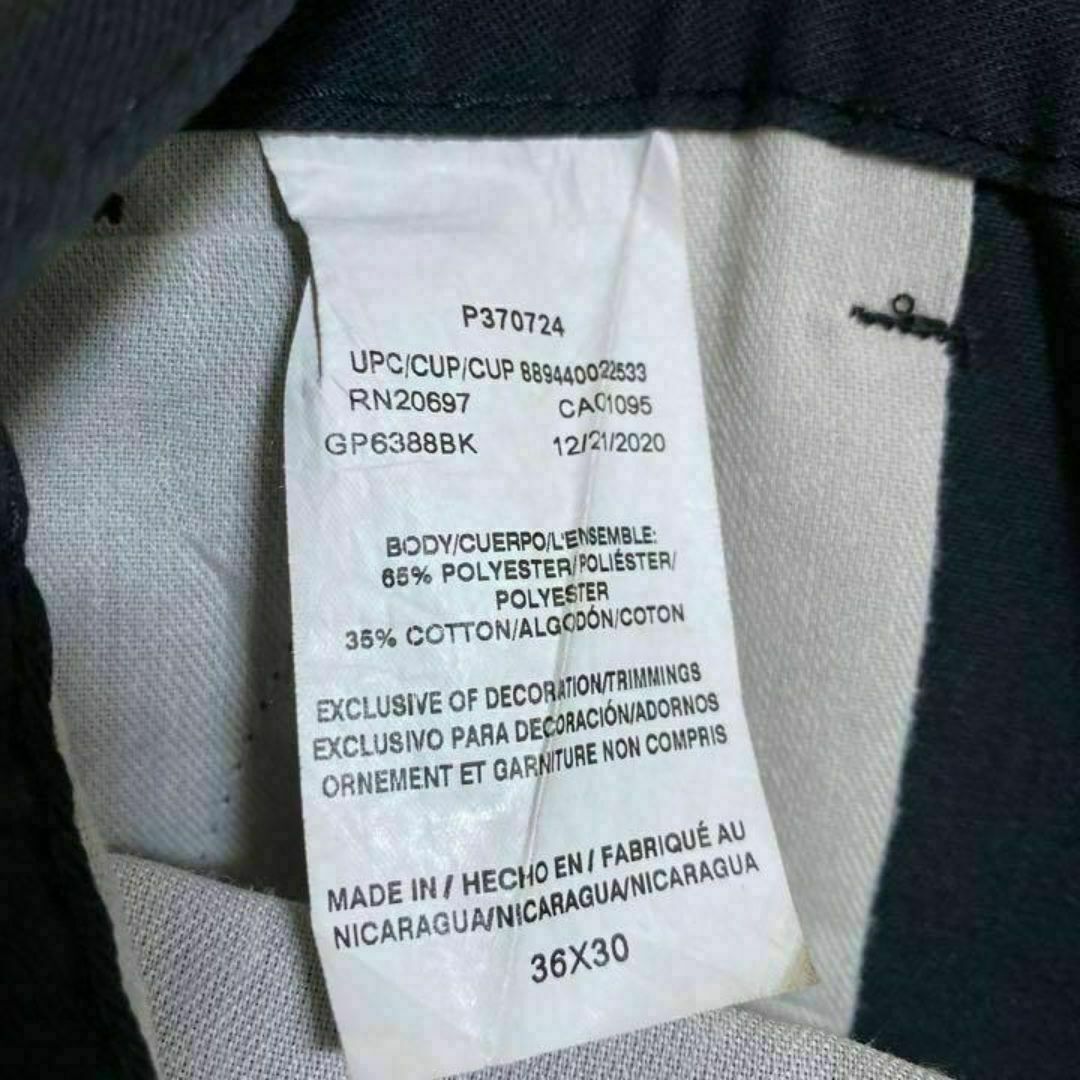 P370724
UPC/CUP/CUP 889440022533
RN20697 CA01095
GP6388BK 12/21/2020
BODY/CUERPO/L'ENSEMBLE:
65% POLYESTER/POLIÉSTER/
POLYESTER
35% COTTON/ALGODÓN/COTON
EXCLUSIVE OF DECORATION/TRIMMINGS
EXCLUSIVO PARA DECORACIÓN/ADORNOS
ORNEMENT ET GARNITURE NON COMPRIS
MADE IN / HECHO EN / FABRIQUÉ AU
NICARAGUA/NICARAGUA/NICARAGUA
36X30